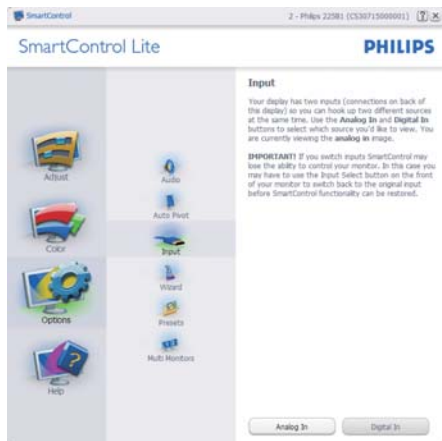 SmartControl
2 - Philips 225B1 (CS30715000001)
SmartControl Lite
PHILIPS
Adjust
Color
Options
Help
Audio
Auto Pivot
Input
Wizard
Presets
Multi Monitors
Input
Your display has two inputs (connections on back of
this display) so you can hook up two different sources
at the same time. Use the Analog In and Digital In
buttons to select which source you'd like to view. You
are currently viewing the analog in image.
IMPORTANT! If you switch inputs SmartControl may
lose the ability to control your monitor. In this case you
may have to use the Input Select button on the front
of your monitor to switch back to the original input
before SmartControl functionality can be restored.
Analog In
Digital In